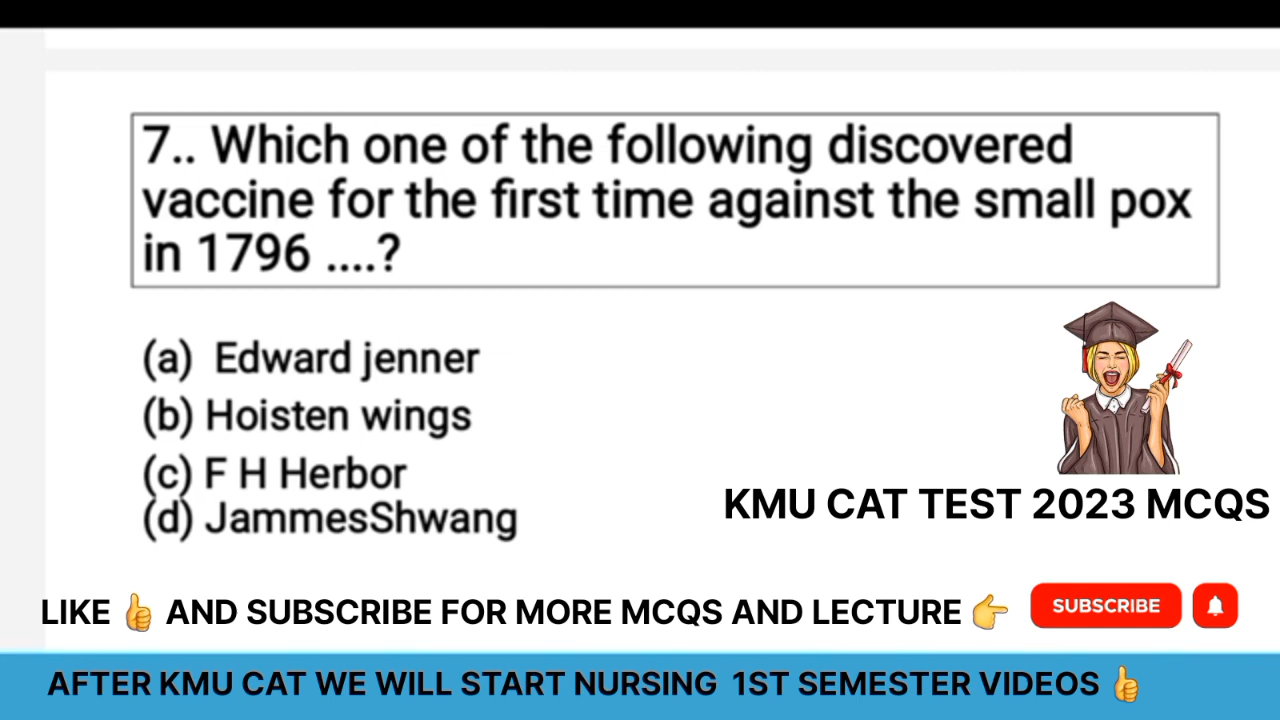 7.. Which one of the following discovered
vaccine for the first time against the small pox
in 1796 ....?
(a) Edward jenner
(b) Hoisten wings
(c) F H Herbor
(d) JammesShwang
KMU CAT TEST 2023 MCQS
LIKE 👍 AND SUBSCRIBE FOR MORE MCQS AND LECTURE 👉 SUBSCRIBE
AFTER KMU CAT WE WILL START NURSING 1ST SEMESTER VIDEOS 👍